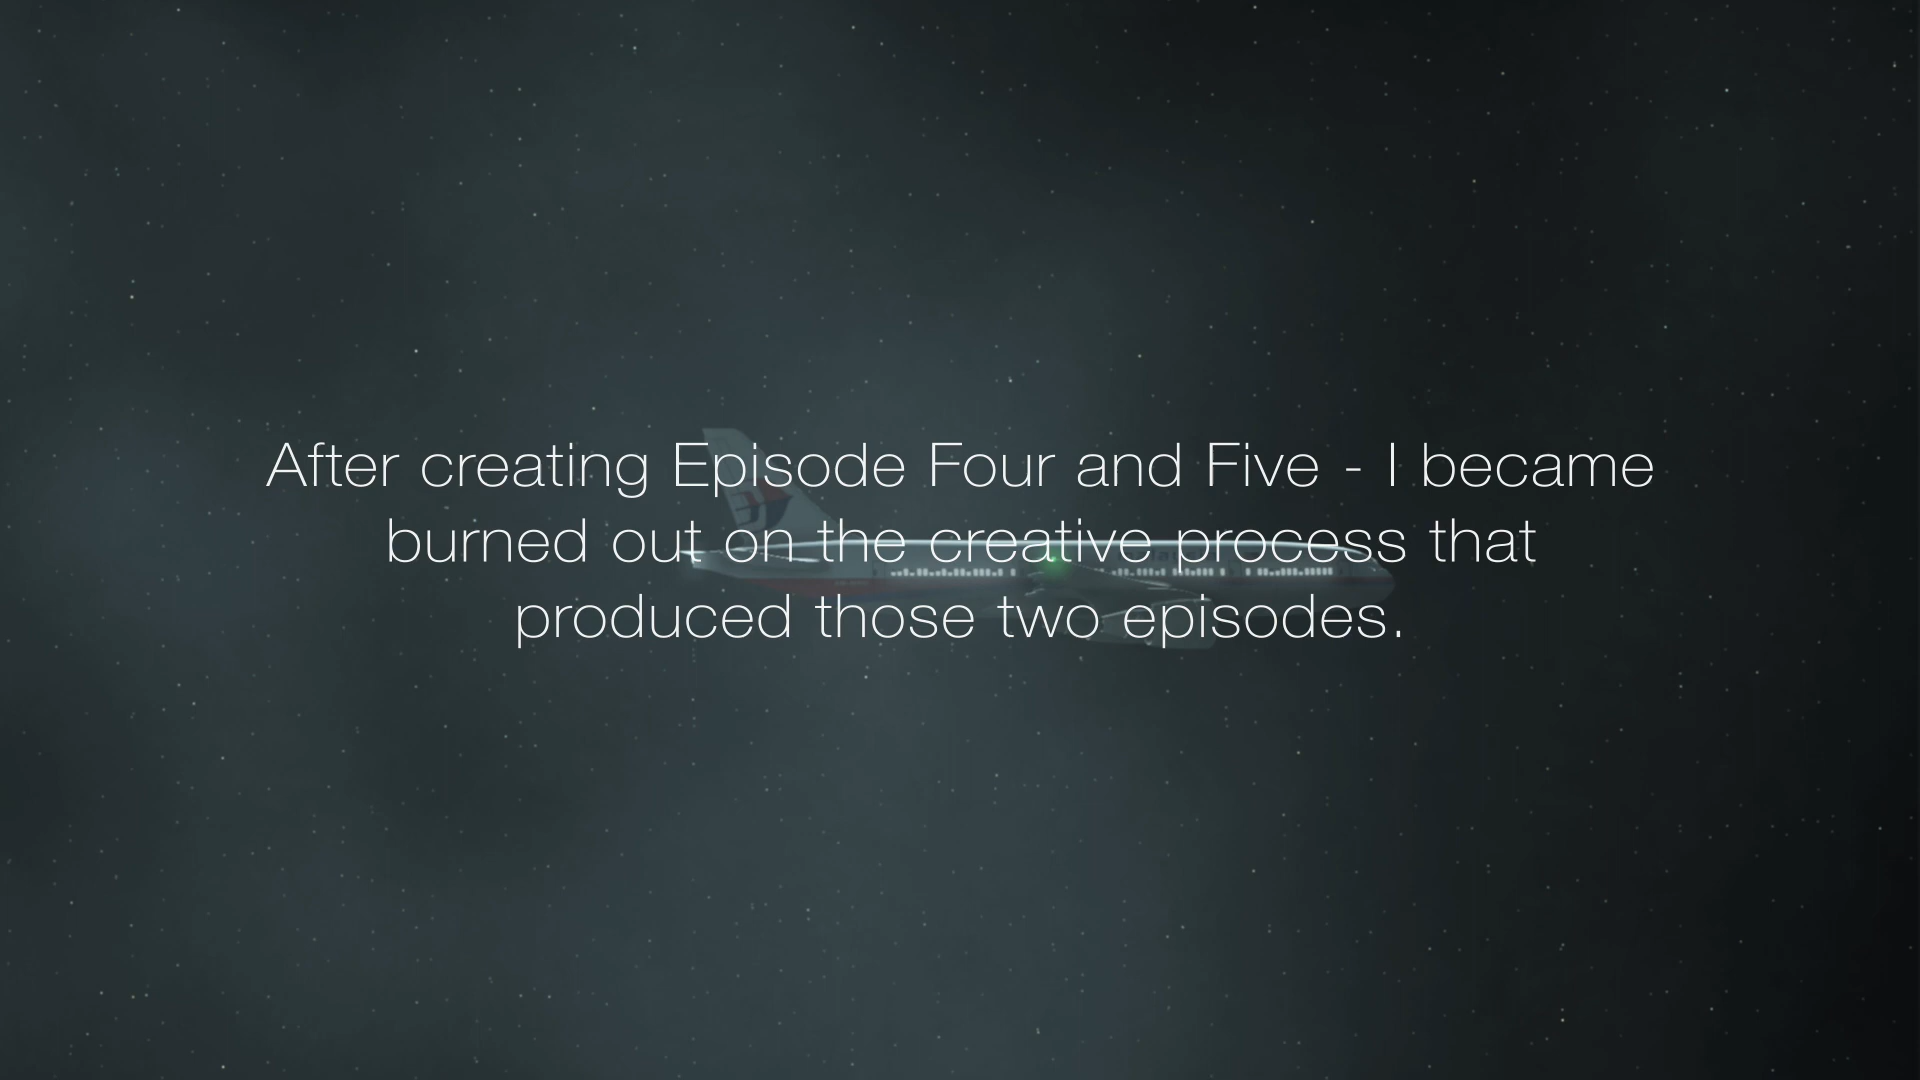 After creating Episode Four and Five - I became
burned out on the creative process that
produced those two episodes.